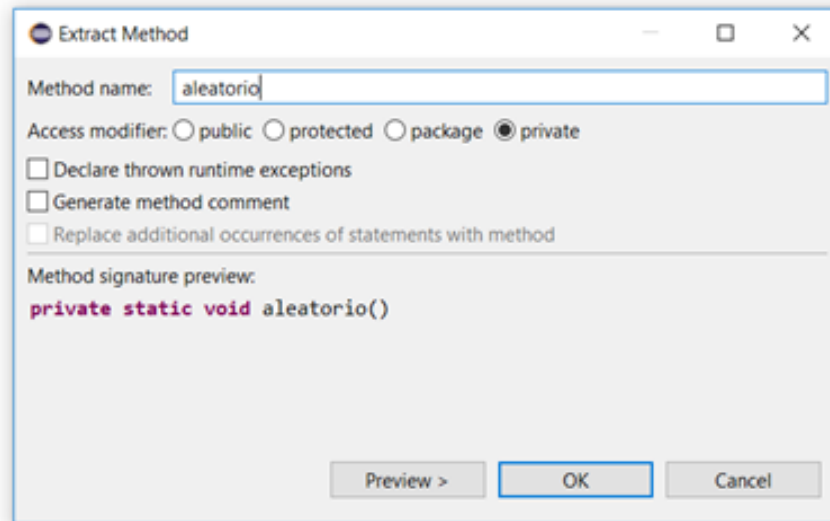 Extract Method
Method name: aleatorio
Access modifier: public protected package private
Declare thrown runtime exceptions
Generate method comment
Replace additional occurrences of statements with method
Method signature preview:
private static void aleatorio()
Preview > OK Cancel